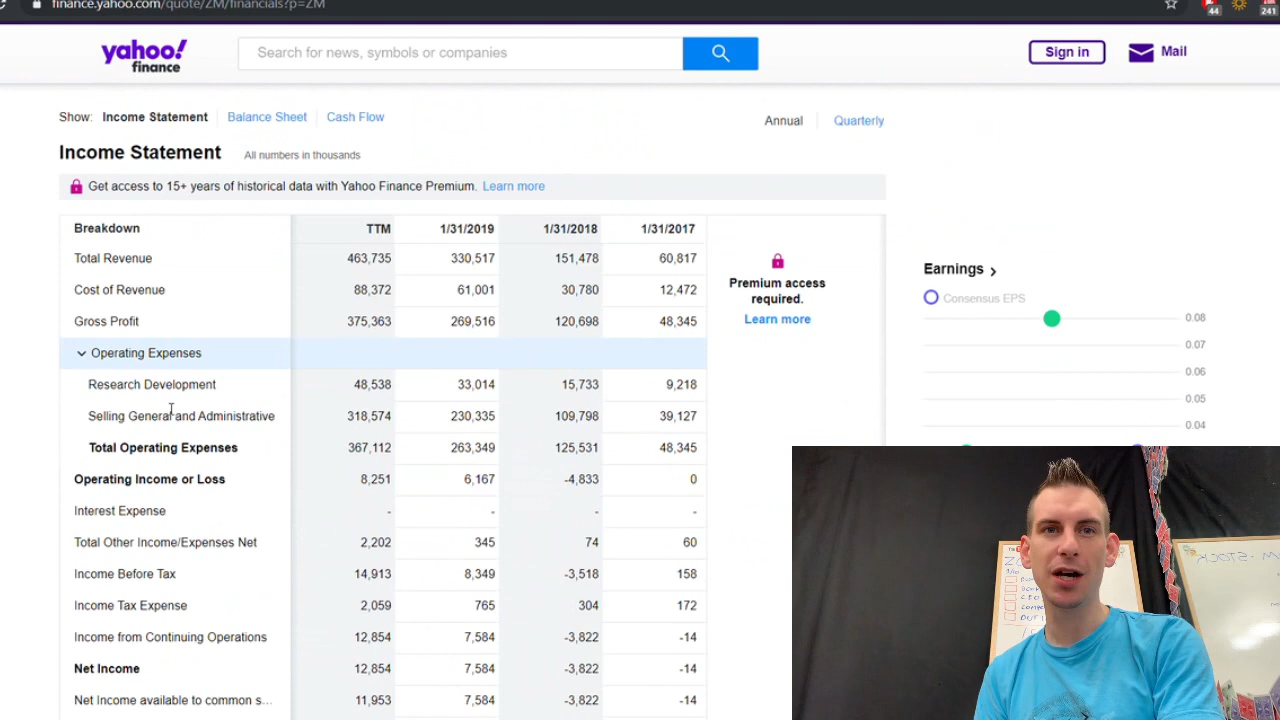 finance.yahoo.com/quote/ZM/financials?p=ZM
44
241
yahoo!
finance
Search for news, symbols or companies
Sign in
Mail
Show: Income Statement Balance Sheet Cash Flow
Annual Quarterly
Income Statement All numbers in thousands
Get access to 15+ years of historical data with Yahoo Finance Premium. Learn more
Breakdown TTM 1/31/2019 1/31/2018 1/31/2017
Total Revenue 463,735 330,517 151,478 60,817
Cost of Revenue 88,372 61,001 30,780 12,472
Gross Profit 375,363 269,516 120,698 48,345
Operating Expenses
Research Development 48,538 33,014 15,733 9,218
Selling General and Administrative 318,574 230,335 109,798 39,127
Total Operating Expenses 367,112 263,349 125,531 48,345
Operating Income or Loss 8,251 6,167 -4,833 0
Interest Expense - - - -
Total Other Income/Expenses Net 2,202 345 74 60
Income Before Tax 14,913 8,349 -3,518 158
Income Tax Expense 2,059 765 304 172
Income from Continuing Operations 12,854 7,584 -3,822 -14
Net Income 12,854 7,584 -3,822 -14
Net Income available to common s... 11,953 7,584 -3,822 -14
Premium access
required.
Learn more
Earnings
Consensus EPS
0.08
0.07
0.06
0.05
0.04